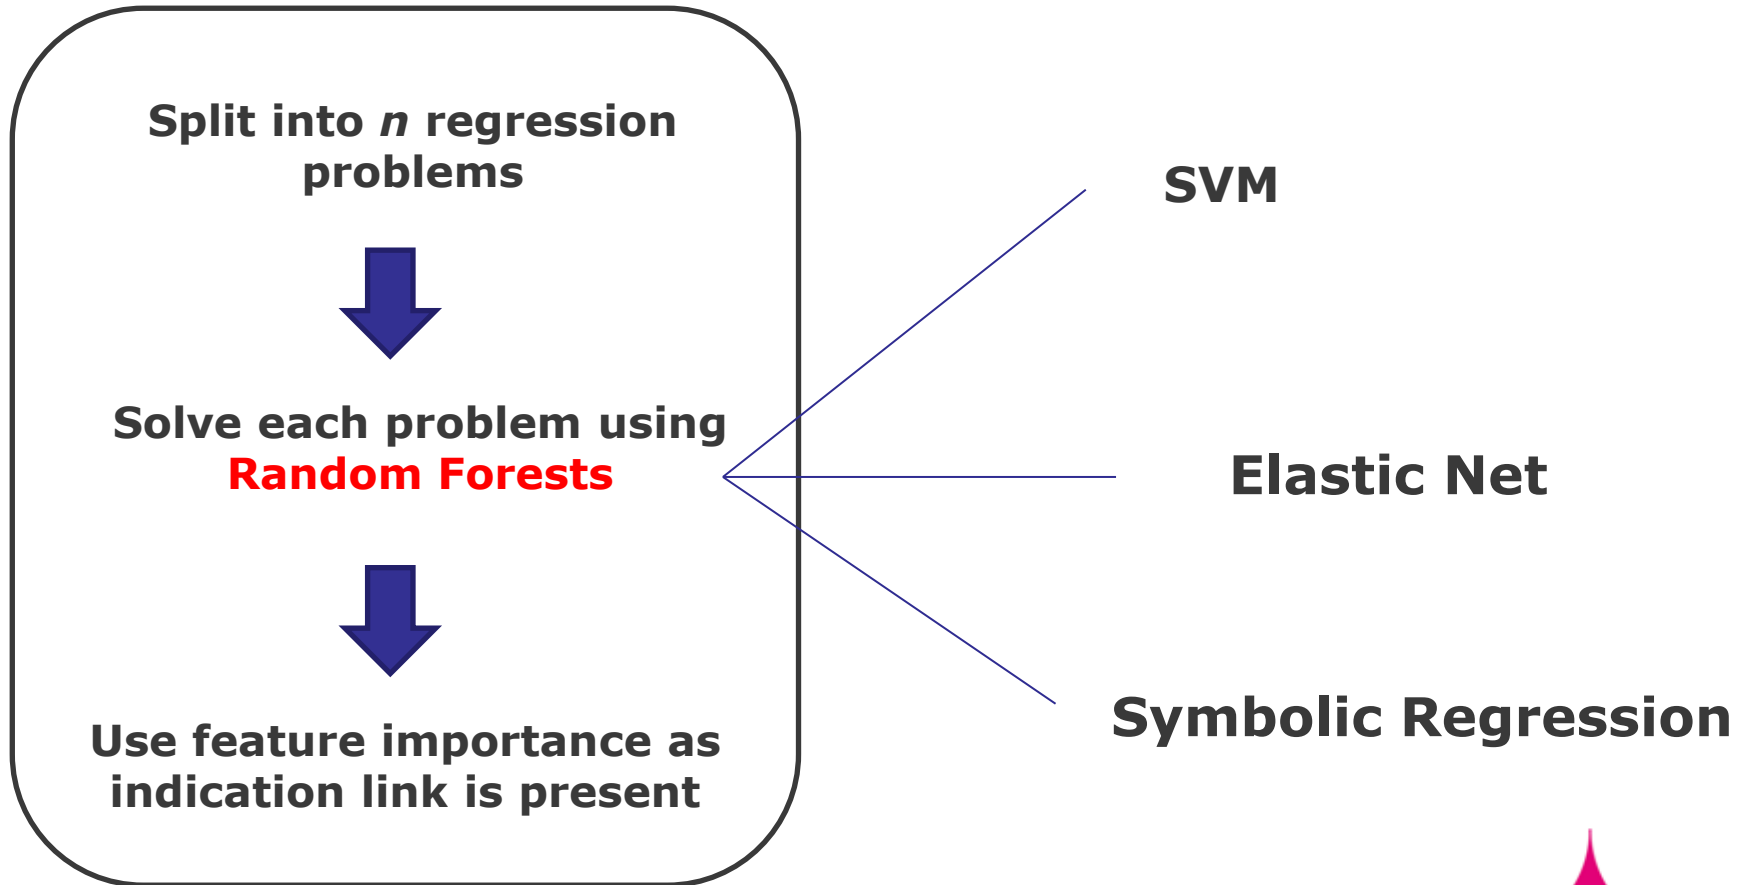 Split into n regression
problems
Solve each problem using
Random Forests
Use feature importance as
indication link is present
SVM
Elastic Net
Symbolic Regression